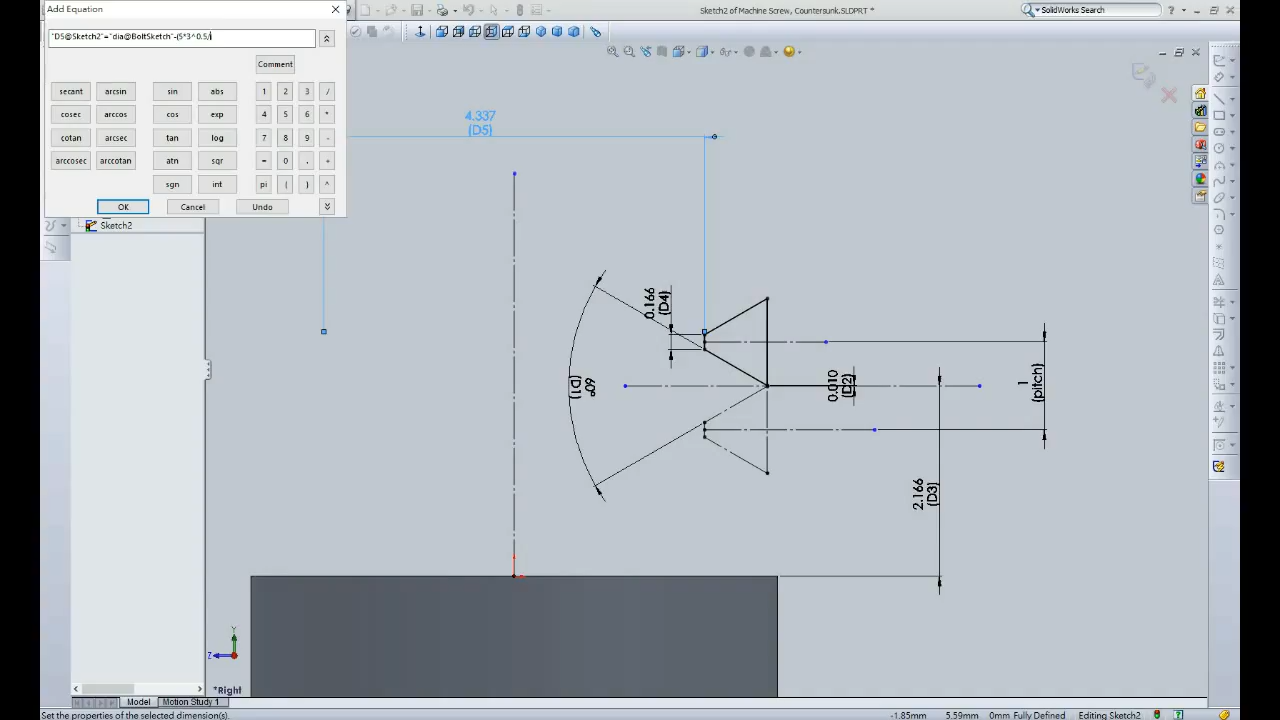 Add Equation
Sketch2 of Machine Screw, Countersunk.SLDPRT *
SolidWorks Search
"D5@Sketch2"="dia@BoltSketch"-(5*3^0.5/
Comment
secant arcsin sin abs 1 2 3 /
cosec arccos cos exp 4 5 6 *
cotan arcsec tan log 7 8 9 -
arccosec arccotan atn sqr = 0 . +
sgn int pi ( ) ^
OK Cancel Undo
Sketch2
4.337
(D5)
0.166
(D4)
60°
(D1)
0.010
(D2)
1
(pitch)
2.166
(D3)
Y
Z
*Right
Model Motion Study 1
Set the properties of the selected dimension(s).
-1.85mm 5.59mm 0mm Fully Defined Editing Sketch2